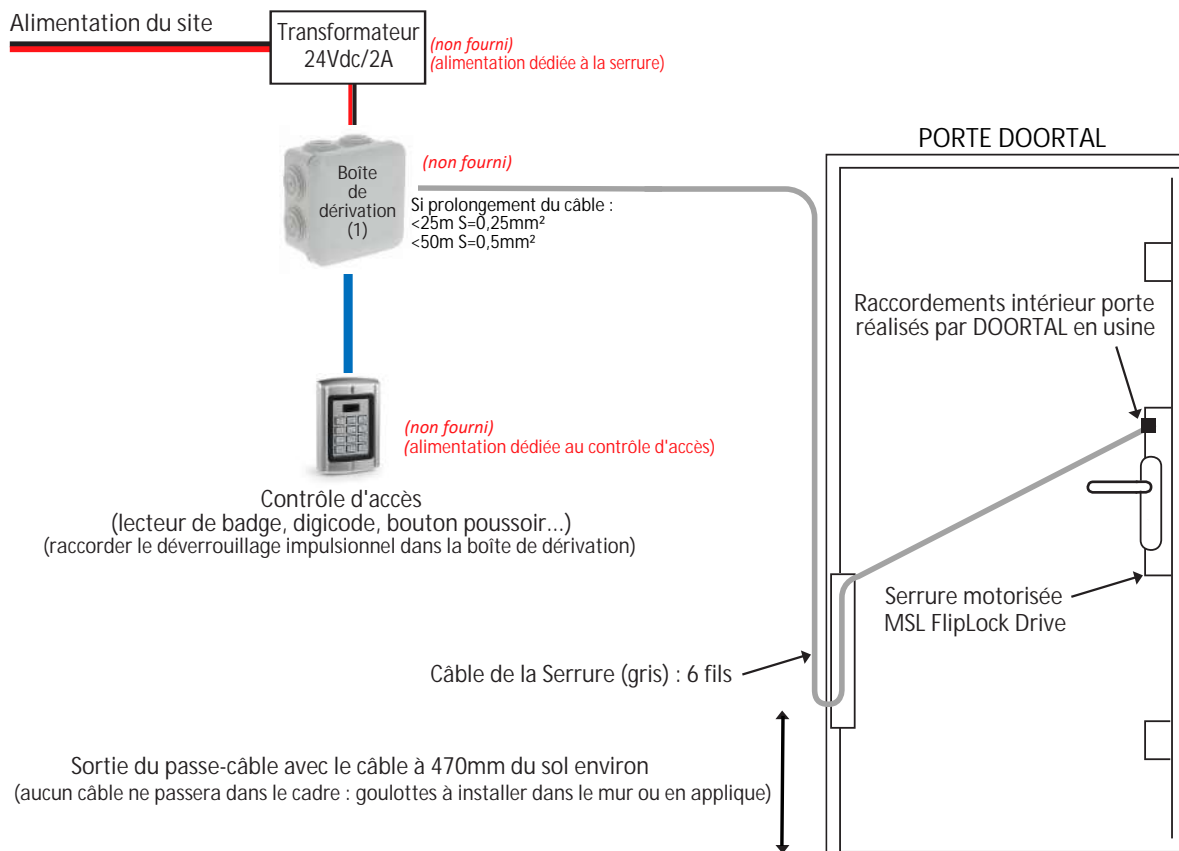 Alimentation du site
Transformateur
24Vdc/2A
(non fourni)
(alimentation dédiée à la serrure)
Boîte
de
dérivation
(1)
(non fourni)
Si prolongement du câble :
<25m S=0,25mm²
<50m S=0,5mm²
PORTE DOORTAL
Raccordements intérieur porte
réalisés par DOORTAL en usine
(non fourni)
(alimentation dédiée au contrôle d'accès)
Contrôle d'accès
(lecteur de badge, digicode, bouton poussoir...)
(raccorder le déverrouillage impulsionnel dans la boîte de dérivation)
Serrure motorisée
MSL FlipLock Drive
Câble de la Serrure (gris) : 6 fils
Sortie du passe-câble avec le câble à 470mm du sol environ
(aucun câble ne passera dans le cadre : goulottes à installer dans le mur ou en applique)